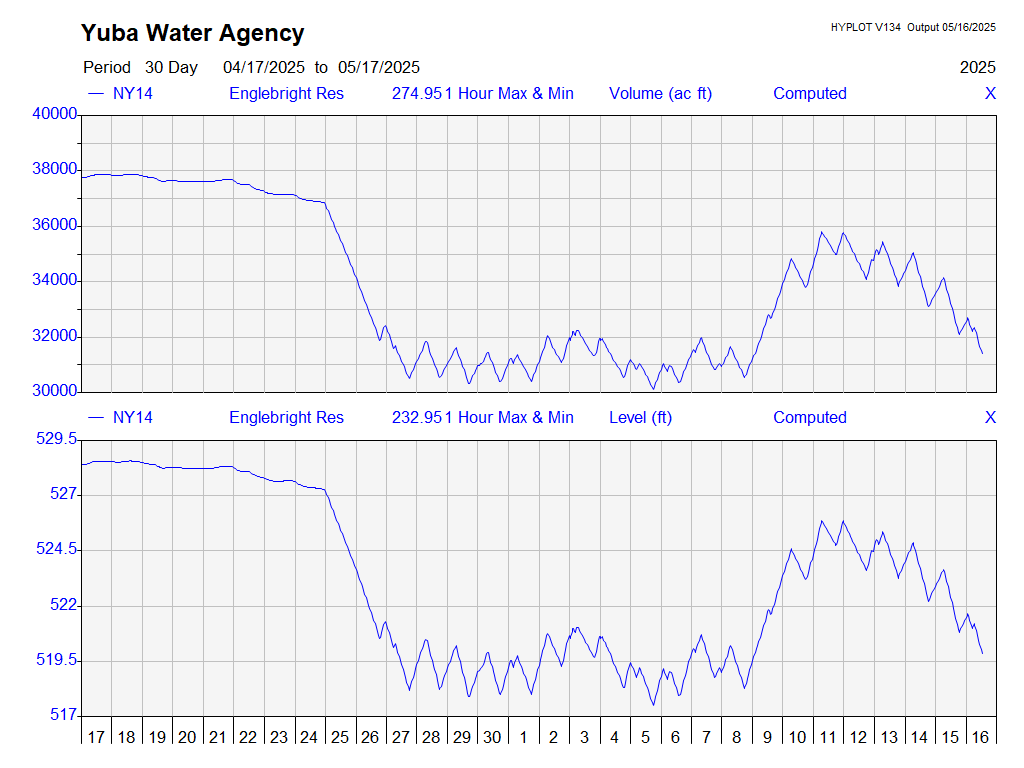 Yuba Water Agency
HYPLOT V134 Output 05/16/2025
Period 30 Day 04/17/2025 to 05/17/2025
2025
NY14 Englebright Res 274.951 Hour Max & Min Volume (ac ft) Computed X
40000
38000
36000
34000
32000
30000
NY14 Englebright Res 232.951 Hour Max & Min Level (ft) Computed X
529.5
527
524.5
522
519.5
517
17 18 19 20 21 22 23 24 25 26 27 28 29 30 1 2 3 4 5 6 7 8 9 10 11 12 13 14 15 16